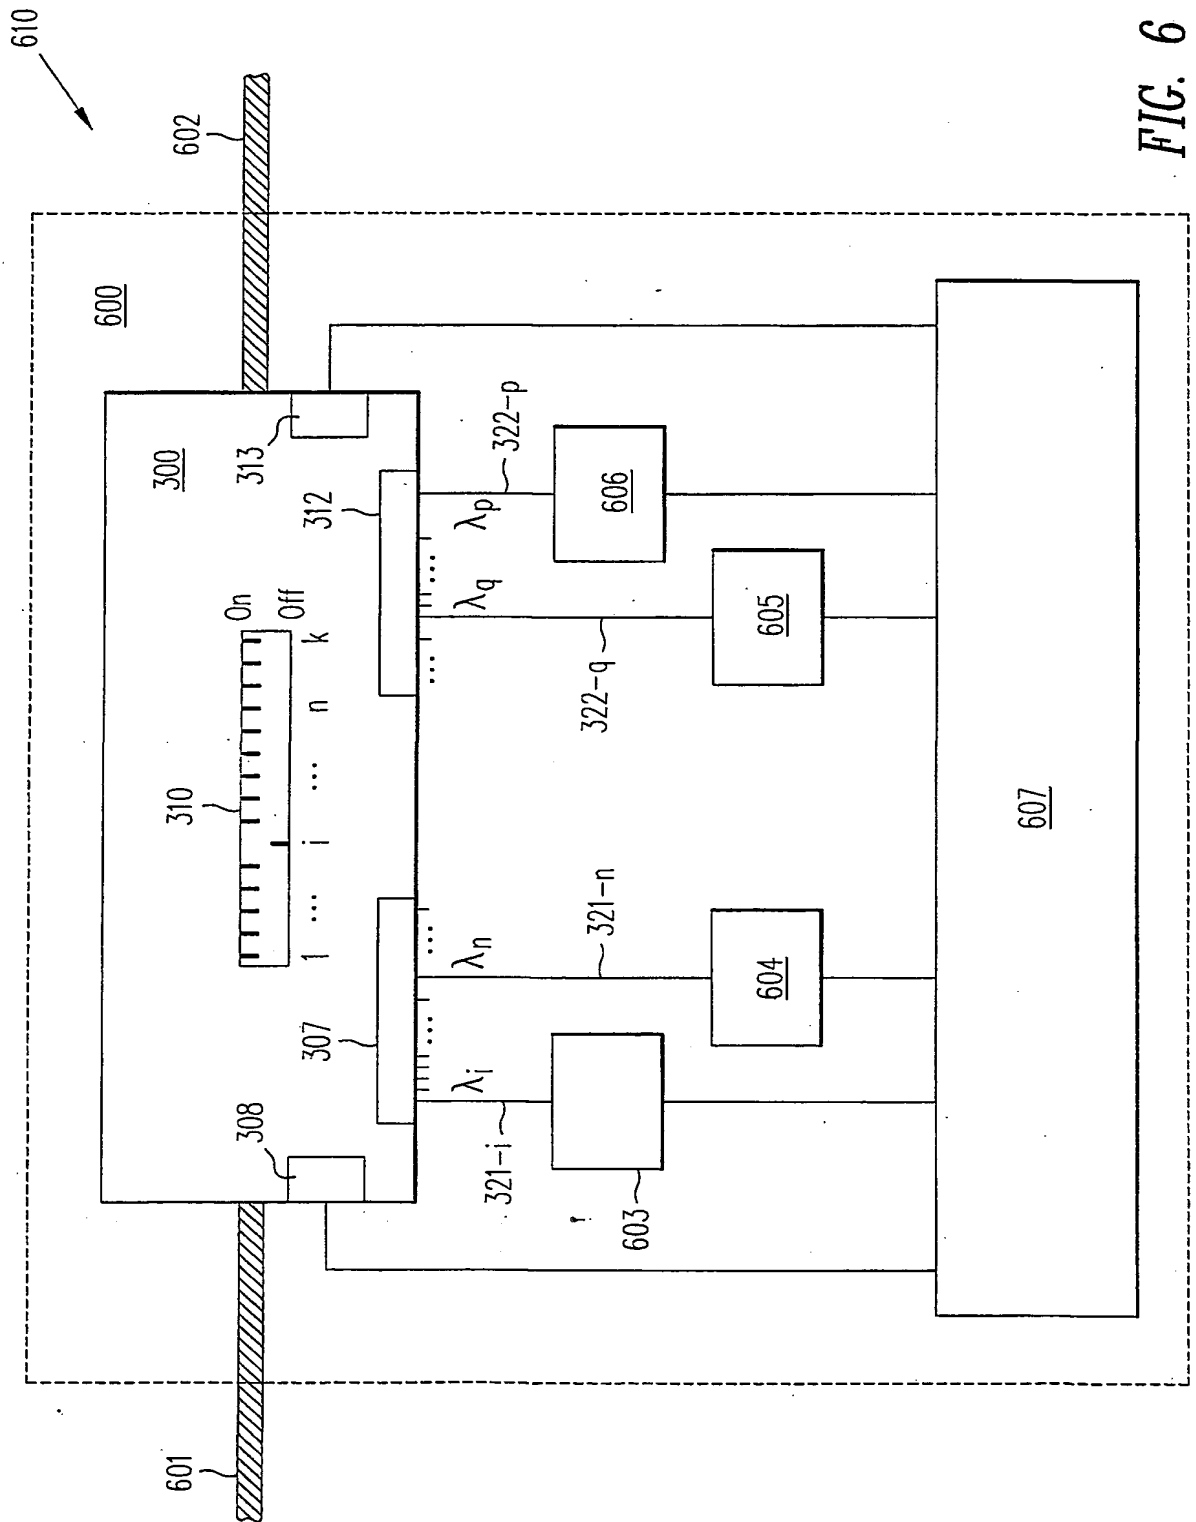 610
600
601 310 300 602
308 On 313
Off
307 1 ... i ... n k 312
... ... ... ...
λi λn λq λp
321-i 322-p
321-n 322-q
603 606
604 605
607
FIG. 6